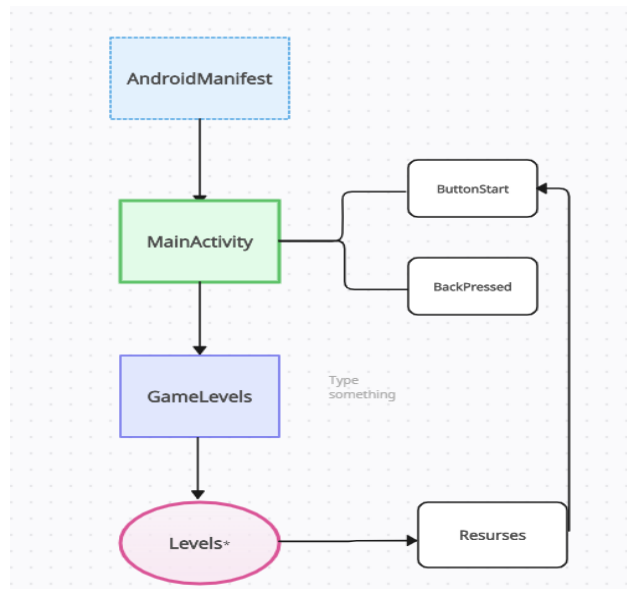 AndroidManifest
MainActivity
ButtonStart
BackPressed
GameLevels
Type
something
Levels*
Resurses